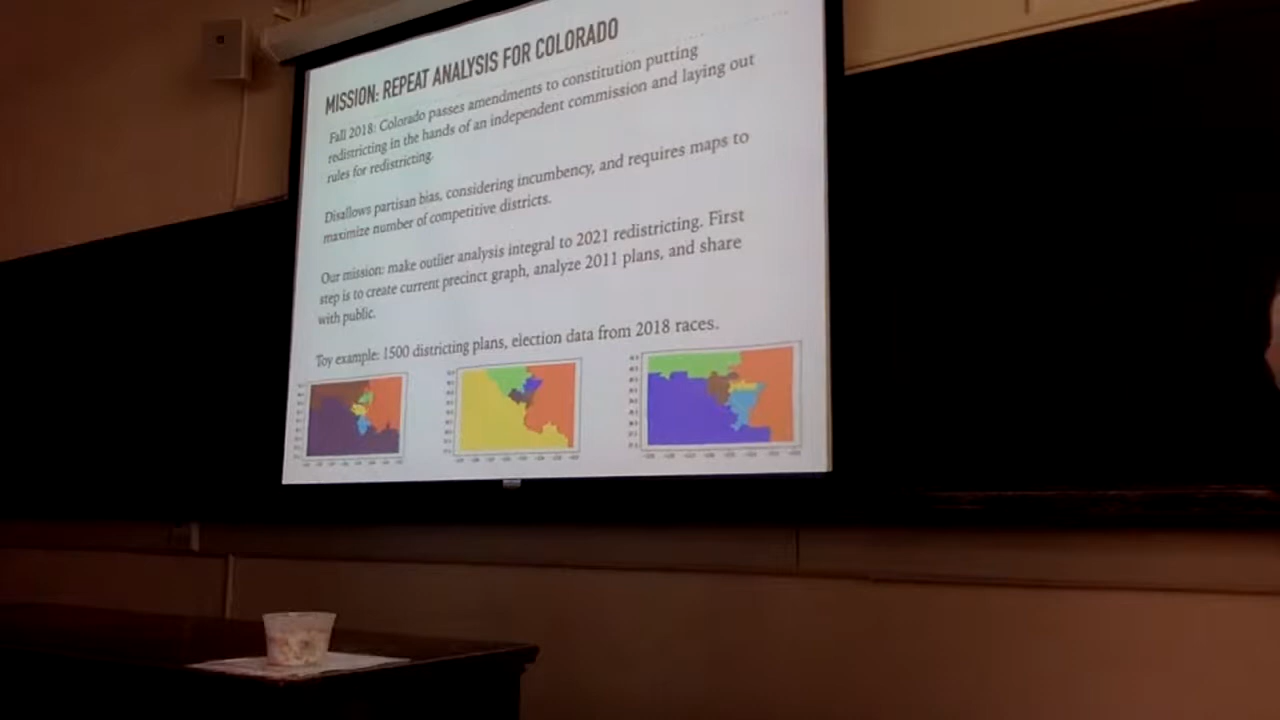 MISSION: REPEAT ANALYSIS FOR COLORADO
Fall 2018: Colorado passes amendments to constitution putting
redistricting in the hands of an independent commission and laying out
rules for redistricting.
Disallows partisan bias, considering incumbency, and requires maps to
maximize number of competitive districts.
Our mission: make outlier analysis integral to 2021 redistricting. First
step is to create current precinct graph, analyze 2011 plans, and share
with public.
Toy example: 1500 districting plans, election data from 2018 races.